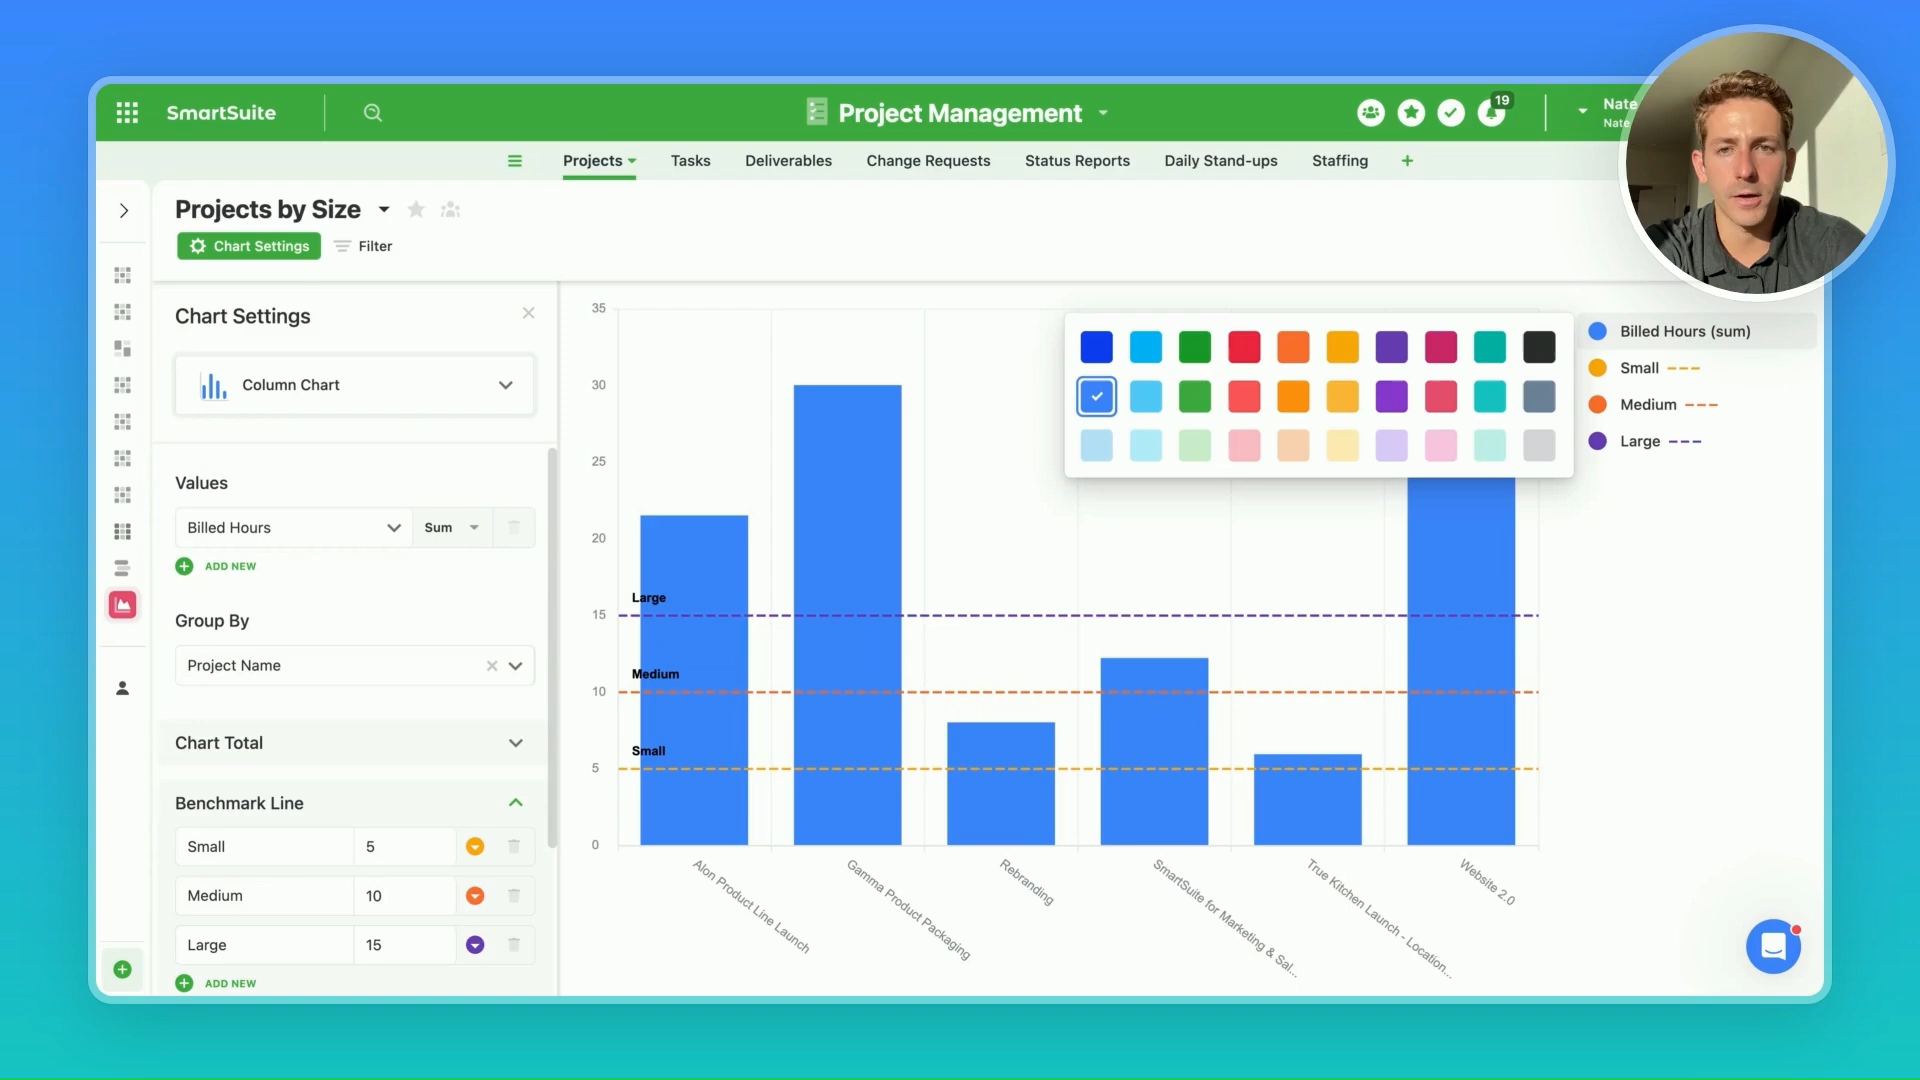 SmartSuite
Project Management
19
Nate
Nate
Projects
Tasks
Deliverables
Change Requests
Status Reports
Daily Stand-ups
Staffing
Projects by Size
Chart Settings
Filter
Chart Settings
Column Chart
Values
Billed Hours
Sum
ADD NEW
Group By
Project Name
Chart Total
Benchmark Line
Small
5
Medium
10
Large
15
ADD NEW
35
30
25
20
15
10
5
0
Large
Medium
Small
Alon Product Line Launch
Gamma Product Packaging
Rebranding
SmartSuite for Marketing & Sal...
True Kitchen Launch - Location...
Website 2.0
Billed Hours (sum)
Small
Medium
Large